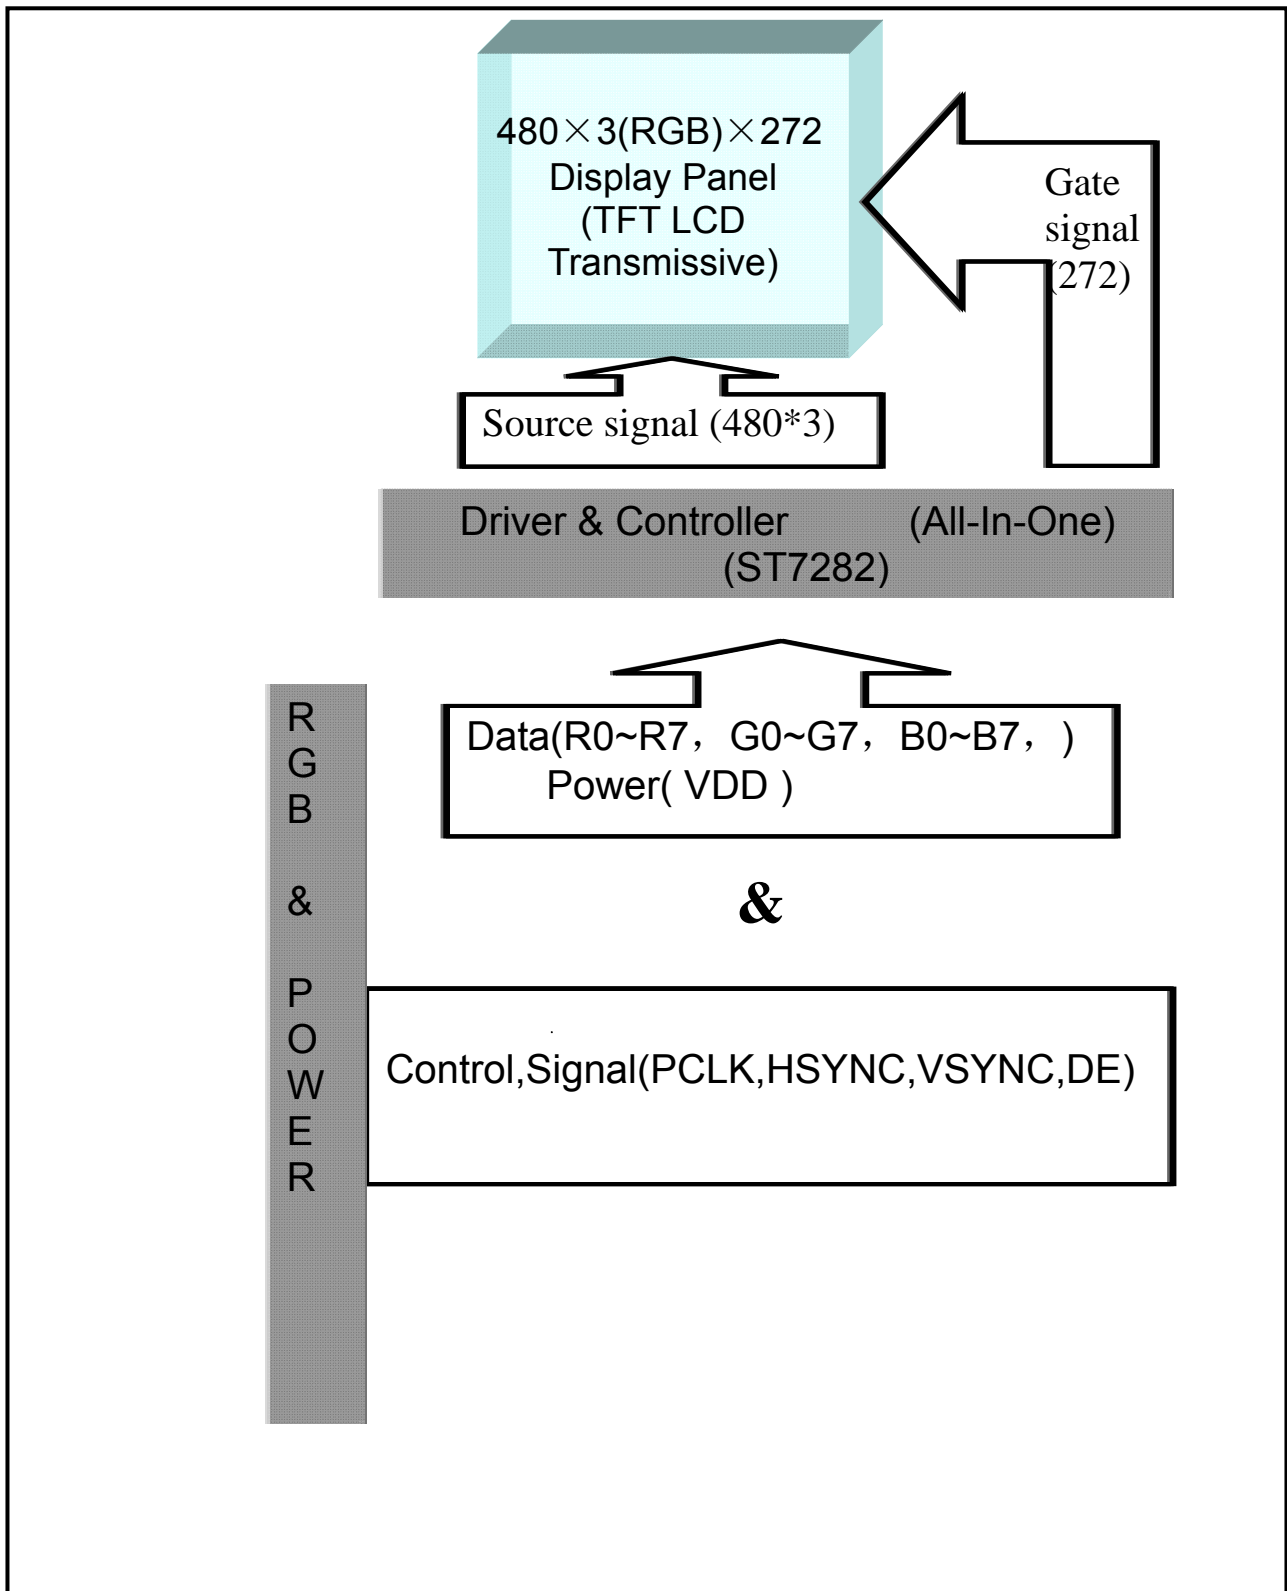 480×3(RGB)×272
Display Panel
(TFT LCD
Transmissive)
Gate
signal
(272)
Source signal (480*3)
Driver & Controller (All-In-One)
(ST7282)
R
G
B
&
P
O
W
E
R
Data(R0~R7，G0~G7，B0~B7，)
Power( VDD )
&
Control,Signal(PCLK,HSYNC,VSYNC,DE)